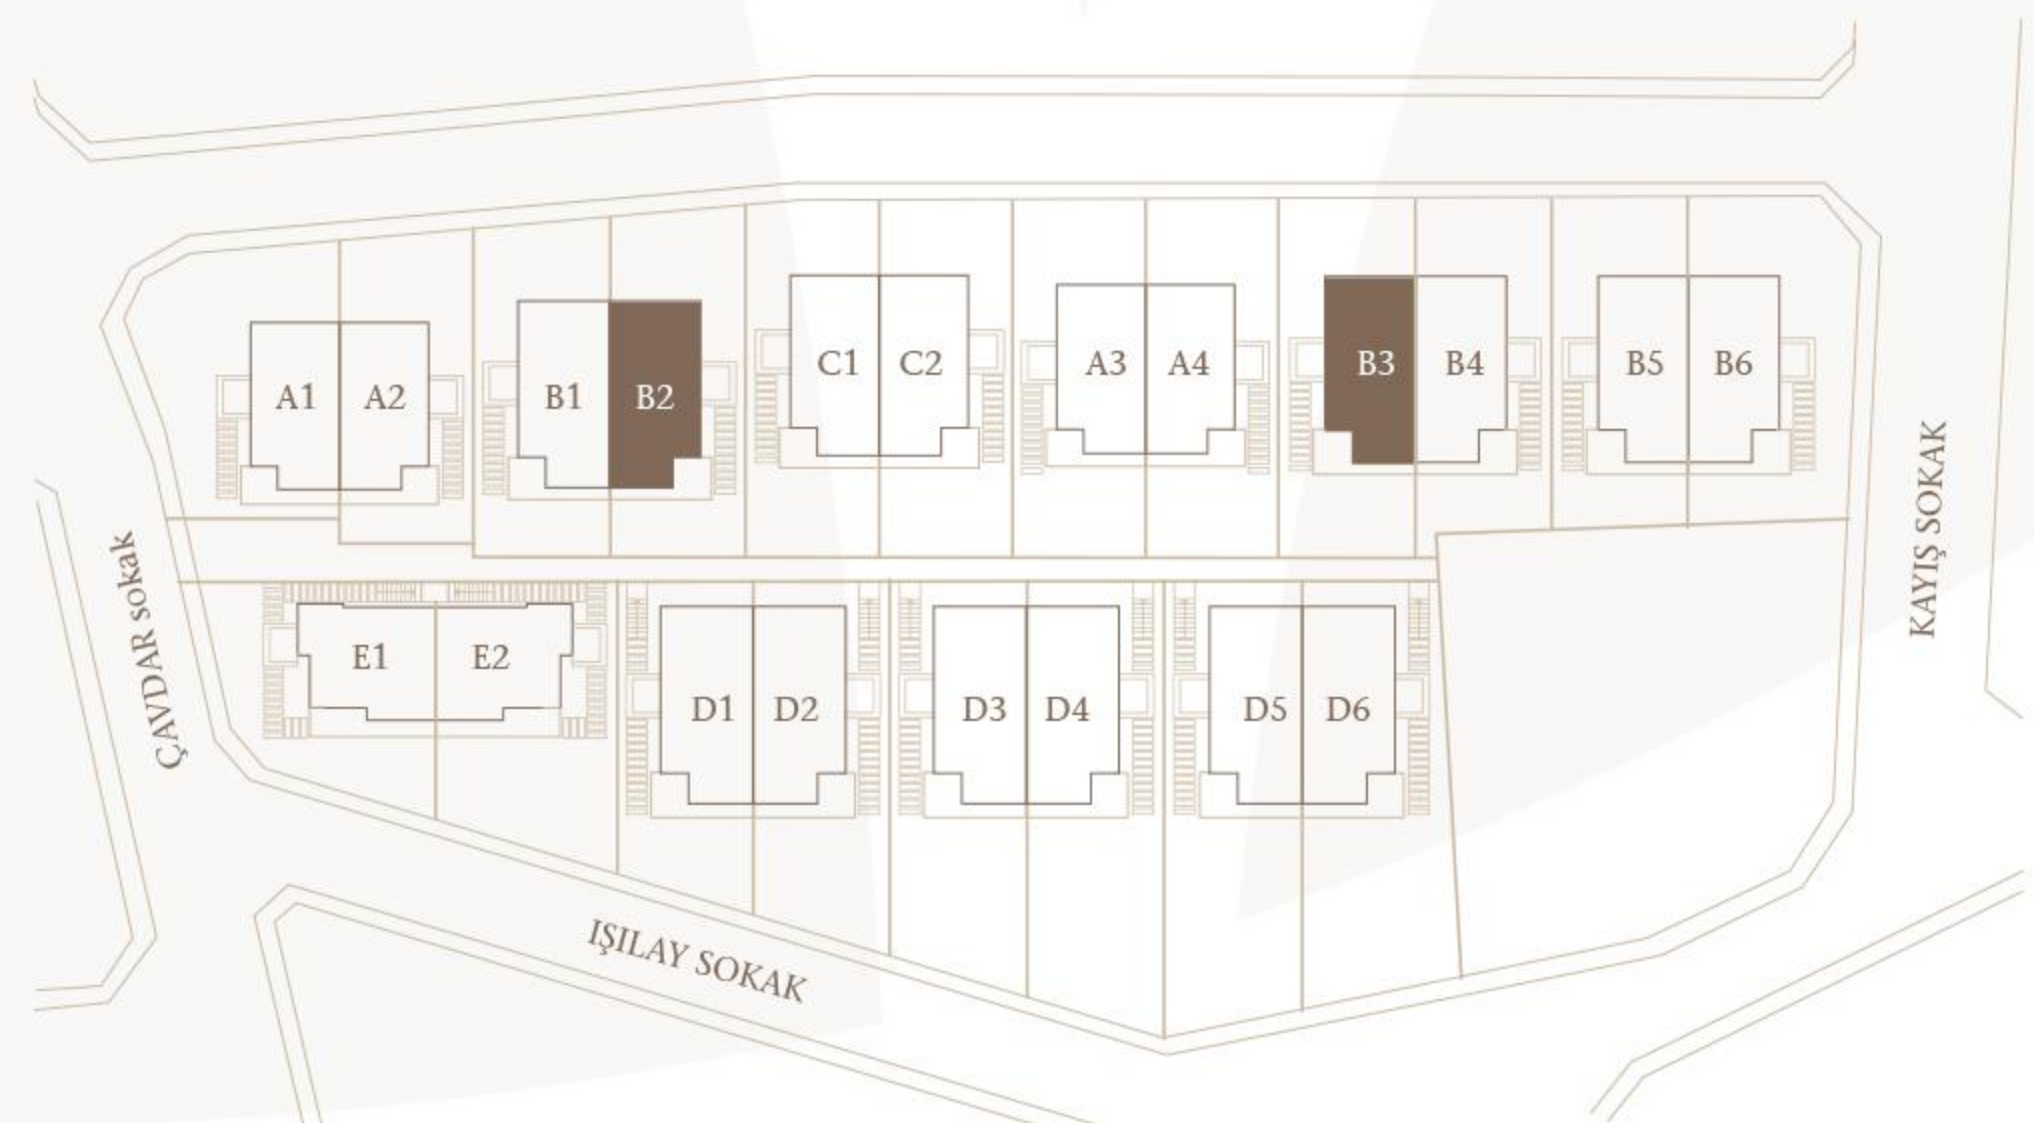 A1 A2 B1 B2 C1 C2 A3 A4 B3 B4 B5 B6
E1 E2 D1 D2 D3 D4 D5 D6
ÇAVDAR sokak
KAYIŞ SOKAK
IŞILAY SOKAK